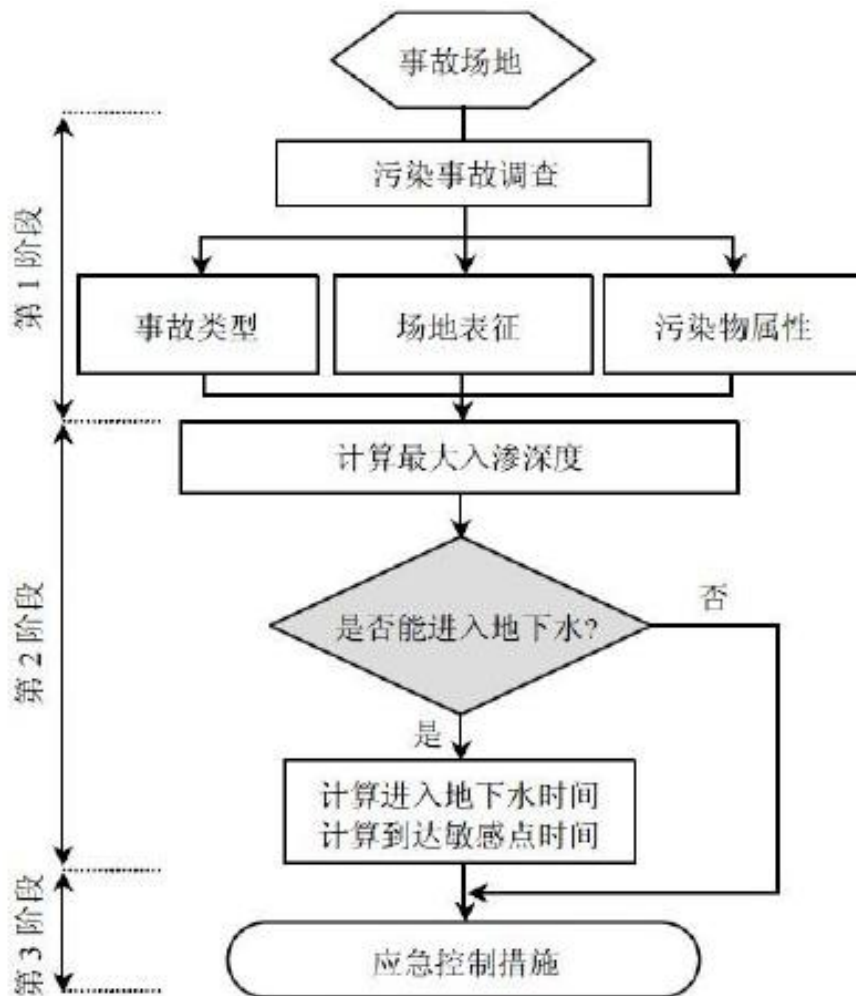 事故场地
污染事故调查
第1阶段
事故类型
场地表征
污染物属性
计算最大入渗深度
第2阶段
是否能进入地下水?
否
是
计算进入地下水时间
计算到达敏感点时间
第3阶段
应急控制措施